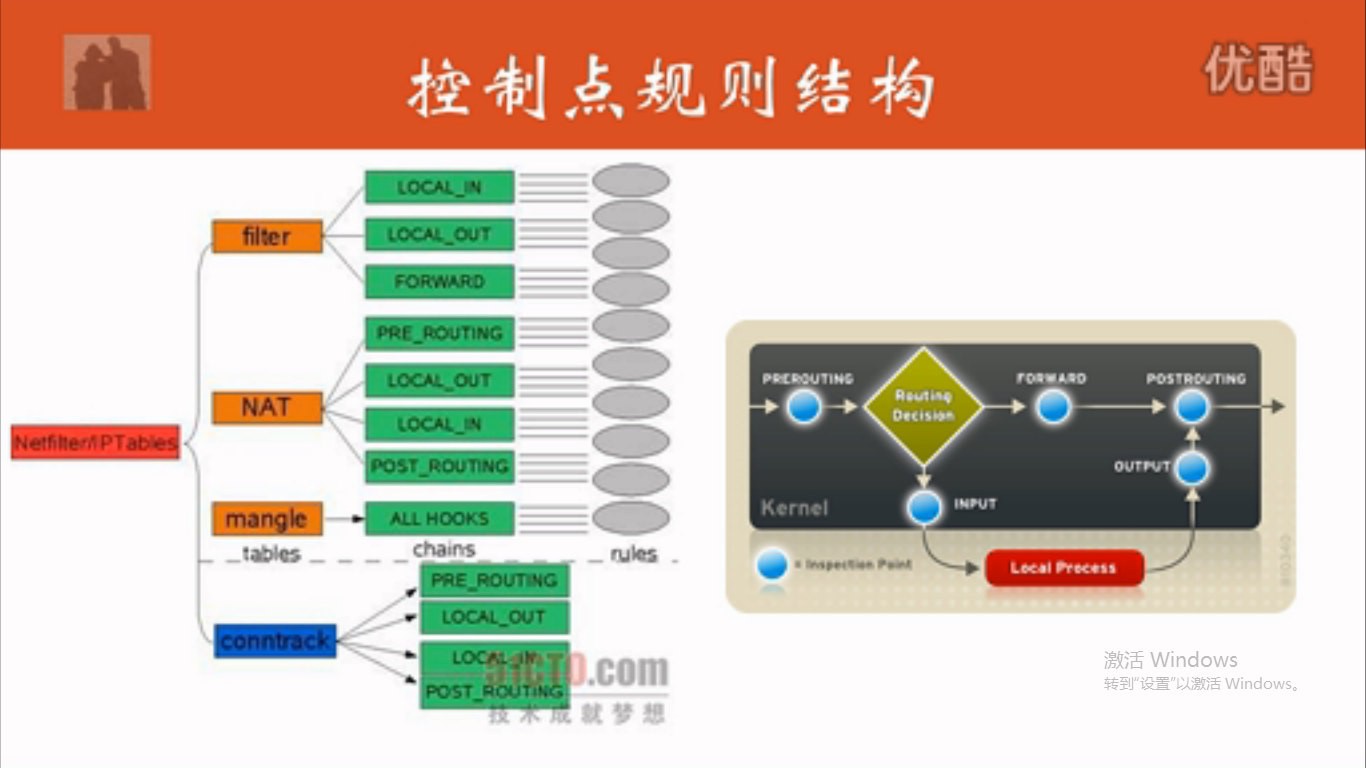 控制点规则结构
优酷
LOCAL_IN
filter
LOCAL_OUT
FORWARD
PRE_ROUTING
LOCAL_OUT
NAT
LOCAL_IN
Netfilter/IPTables
POST_ROUTING
mangle
ALL HOOKS
tables
chains
rules
PRE_ROUTING
LOCAL_OUT
conntrack
LOCAL_IN
POST_ROUTING
51CTO.com
技术成就梦想
PREROUTING
Routing
Decision
FORWARD
POSTROUTING
OUTPUT
INPUT
Kernel
= Inspection Point
Local Process
激活 Windows
转到"设置"以激活 Windows。